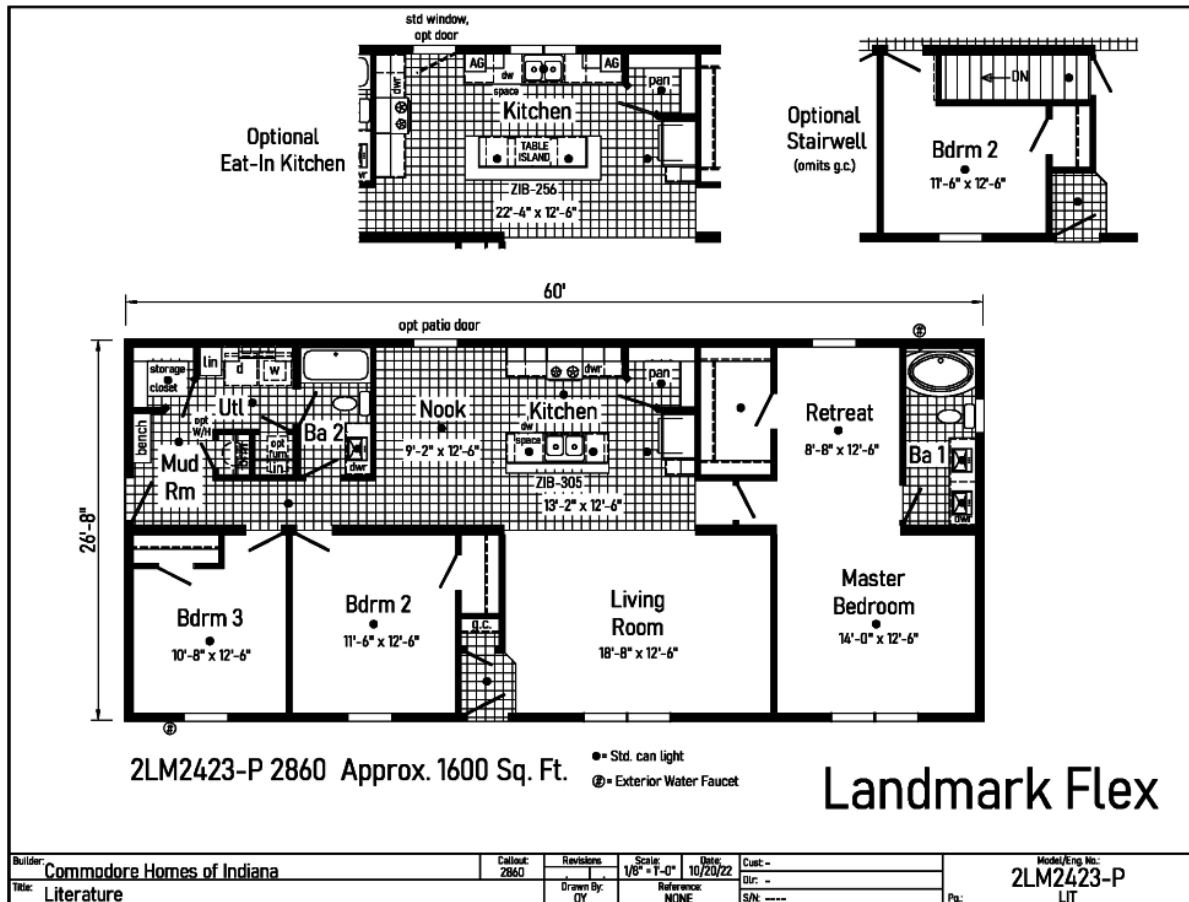 std window,
opt door
AG
AG
dw
space
dwr
pan
Kitchen
Optional
Eat-In Kitchen
TABLE
ISLAND
ZIB-256
22'-4" x 12'-6"
DN
Optional
Stairwell
(omits g.c.)
Bdrm 2
11'-6" x 12'-6"
60'
opt patio door
26'-8"
storage
closet
lin
d
w
Utl
bench
opt
W/H
opt
furn
lin
Mud
Rm
Ba 2
dwr
Nook
9'-2" x 12'-6"
dwr
Kitchen
dw
space
pan
ZIB-305
13'-2" x 12'-6"
Retreat
8'-8" x 12'-6"
Ba 1
dwr
Bdrm 3
10'-8" x 12'-6"
Bdrm 2
11'-6" x 12'-6"
g.c.
Living
Room
18'-8" x 12'-6"
Master
Bedroom
14'-0" x 12'-6"
2LM2423-P 2860 Approx. 1600 Sq. Ft.
= Std. can light
# = Exterior Water Faucet
Landmark Flex
Builder: Commodore Homes of Indiana
Callout: 2860
Revisions
Scale: 1/8" = 1'-0"
Date: 10/20/22
Cust: -
Dlr: -
S/N: ----
Model/Eng. No.:
2LM2423-P
Title: Literature
Drawn By:
Reference:
NONE
Pg.: LIT